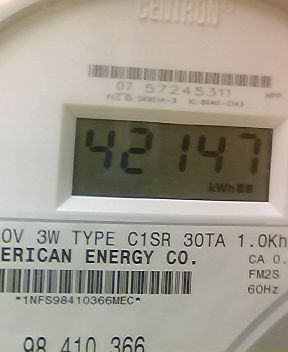 CENTRON
07 57245311
42147
kWh
0V 3W TYPE C1SR 30TA 1.0Kh
ERICAN ENERGY CO.
CA 0.
FM2S
60Hz
*1NFS98410366MEC*
98 410 366